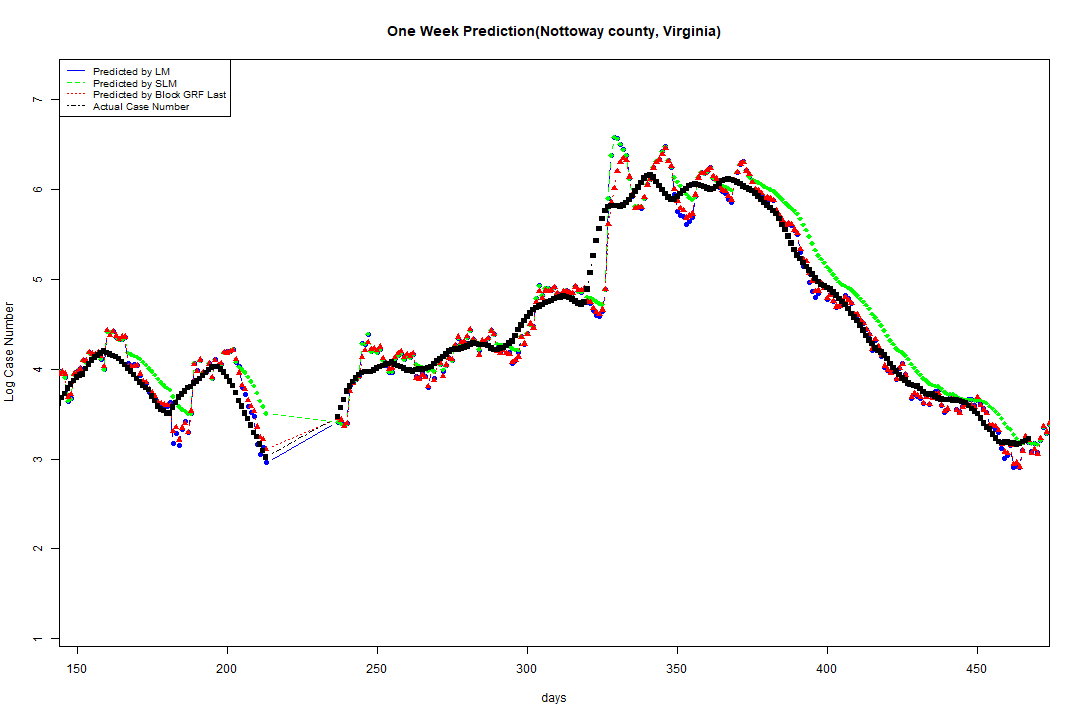 One Week Prediction(Nottoway county, Virginia)
Predicted by LM
Predicted by SLM
Predicted by Block GRF Last
Actual Case Number
7
6
5
4
3
2
1
Log Case Number
150 200 250 300 350 400 450
days